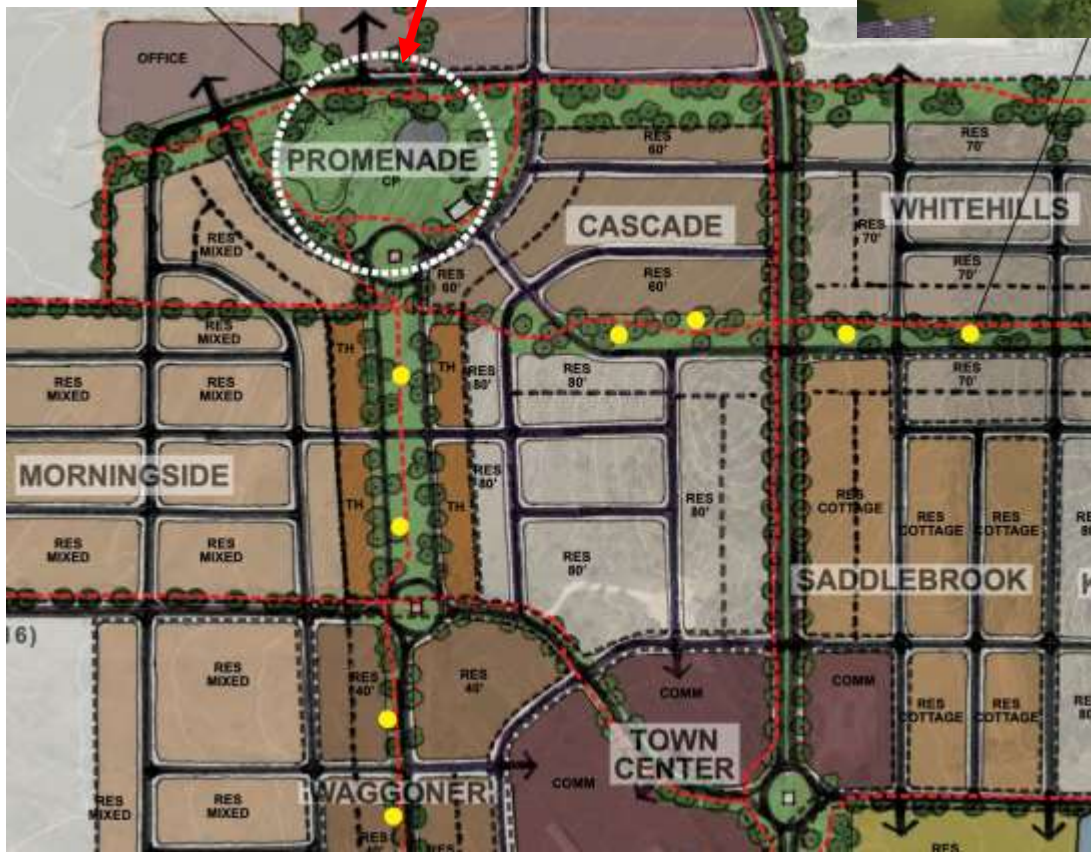 OFFICE
PROMENADE
CP
RES
60'
RES
70'
CASCADE
WHITEHILLS
RES
MIXED
RES
70'
RES
60'
RES
60'
RES
70'
RES
MIXED
TH
TH
RES
80'
RES
80'
RES
70'
RES
MIXED
RES
MIXED
MORNINGSIDE
RES
80'
TH
TH
RES
80'
RES
COTTAGE
RES
COTTAGE
RES
COTTAGE
RES
MIXED
RES
MIXED
RES
80'
SADDLEBROOK
16)
RES
MIXED
RES
40'
RES
40'
COMM
COMM
RES
COTTAGE
RES
COTTAGE
TOWN
CENTER
COMM
WAGGONER
RES
MIXED
RES
MIXED
RES
40'
RES
RES